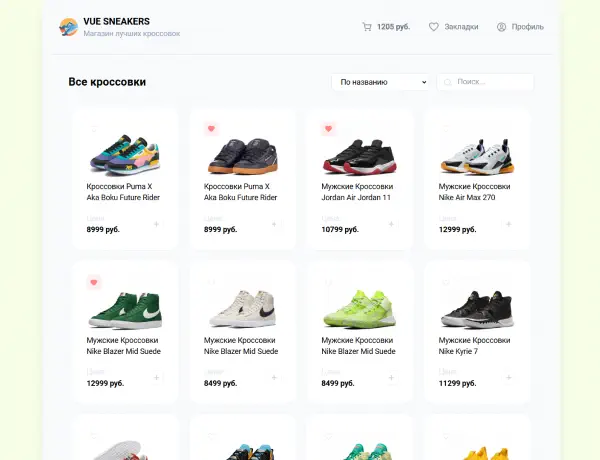 VUE SNEAKERS
Магазин лучших кроссовок
1205 руб.
Закладки
Профиль
Все кроссовки
По названию
Поиск...
Кроссовки Puma X
Aka Boku Future Rider
Цена:
8999 руб.
Кроссовки Puma X
Aka Boku Future Rider
Цена:
8999 руб.
Мужские Кроссовки
Jordan Air Jordan 11
Цена:
10799 руб.
Мужские Кроссовки
Nike Air Max 270
Цена:
12999 руб.
Мужские Кроссовки
Nike Blazer Mid Suede
Цена:
12999 руб.
Мужские Кроссовки
Nike Blazer Mid Suede
Цена:
8499 руб.
Мужские Кроссовки
Nike Blazer Mid Suede
Цена:
8499 руб.
Мужские Кроссовки
Nike Kyrie 7
Цена:
11299 руб.